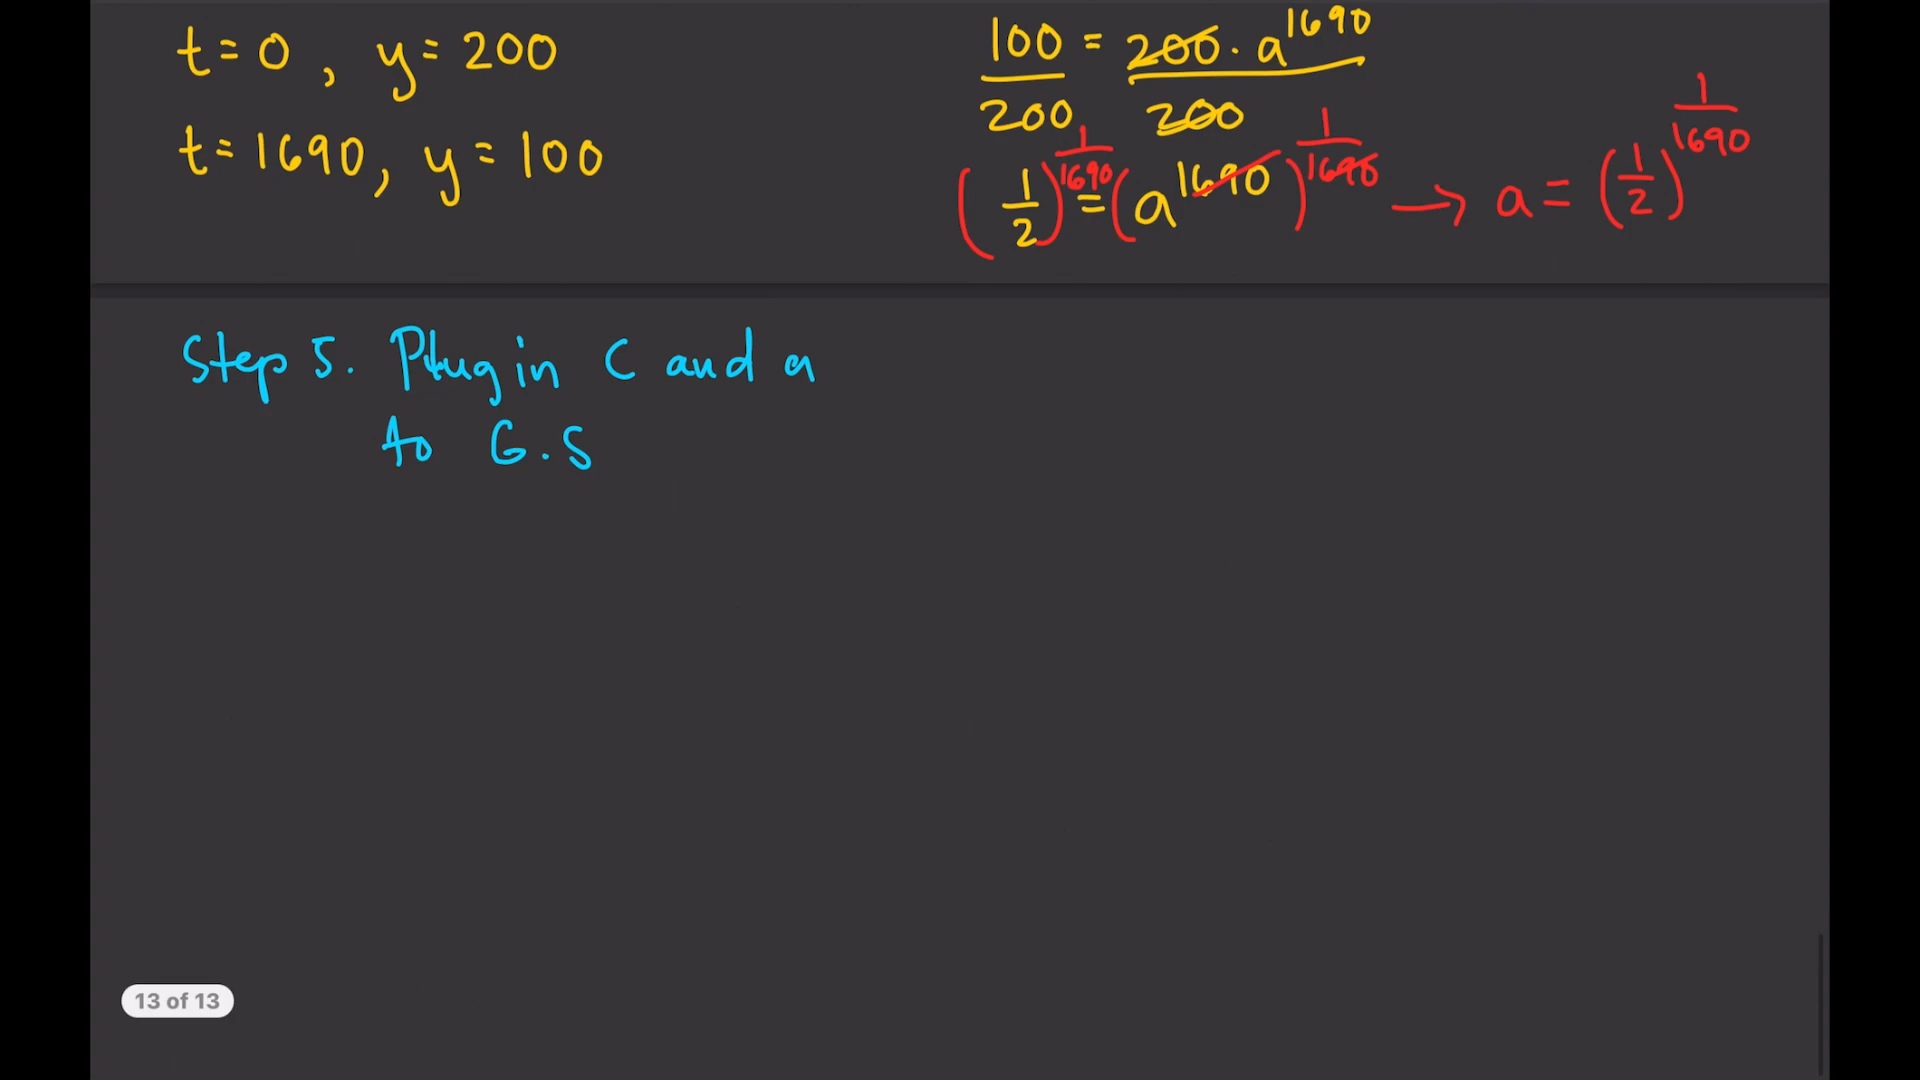 t = 0 , y = 200
t = 1690, y = 100
100/200 = 200 · a^1690/200
(1/2)^(1/1690) = (a^1690)^(1/1690) → a = (1/2)^(1/1690)
Step 5. Plug in C and a
to G.S
13 of 13